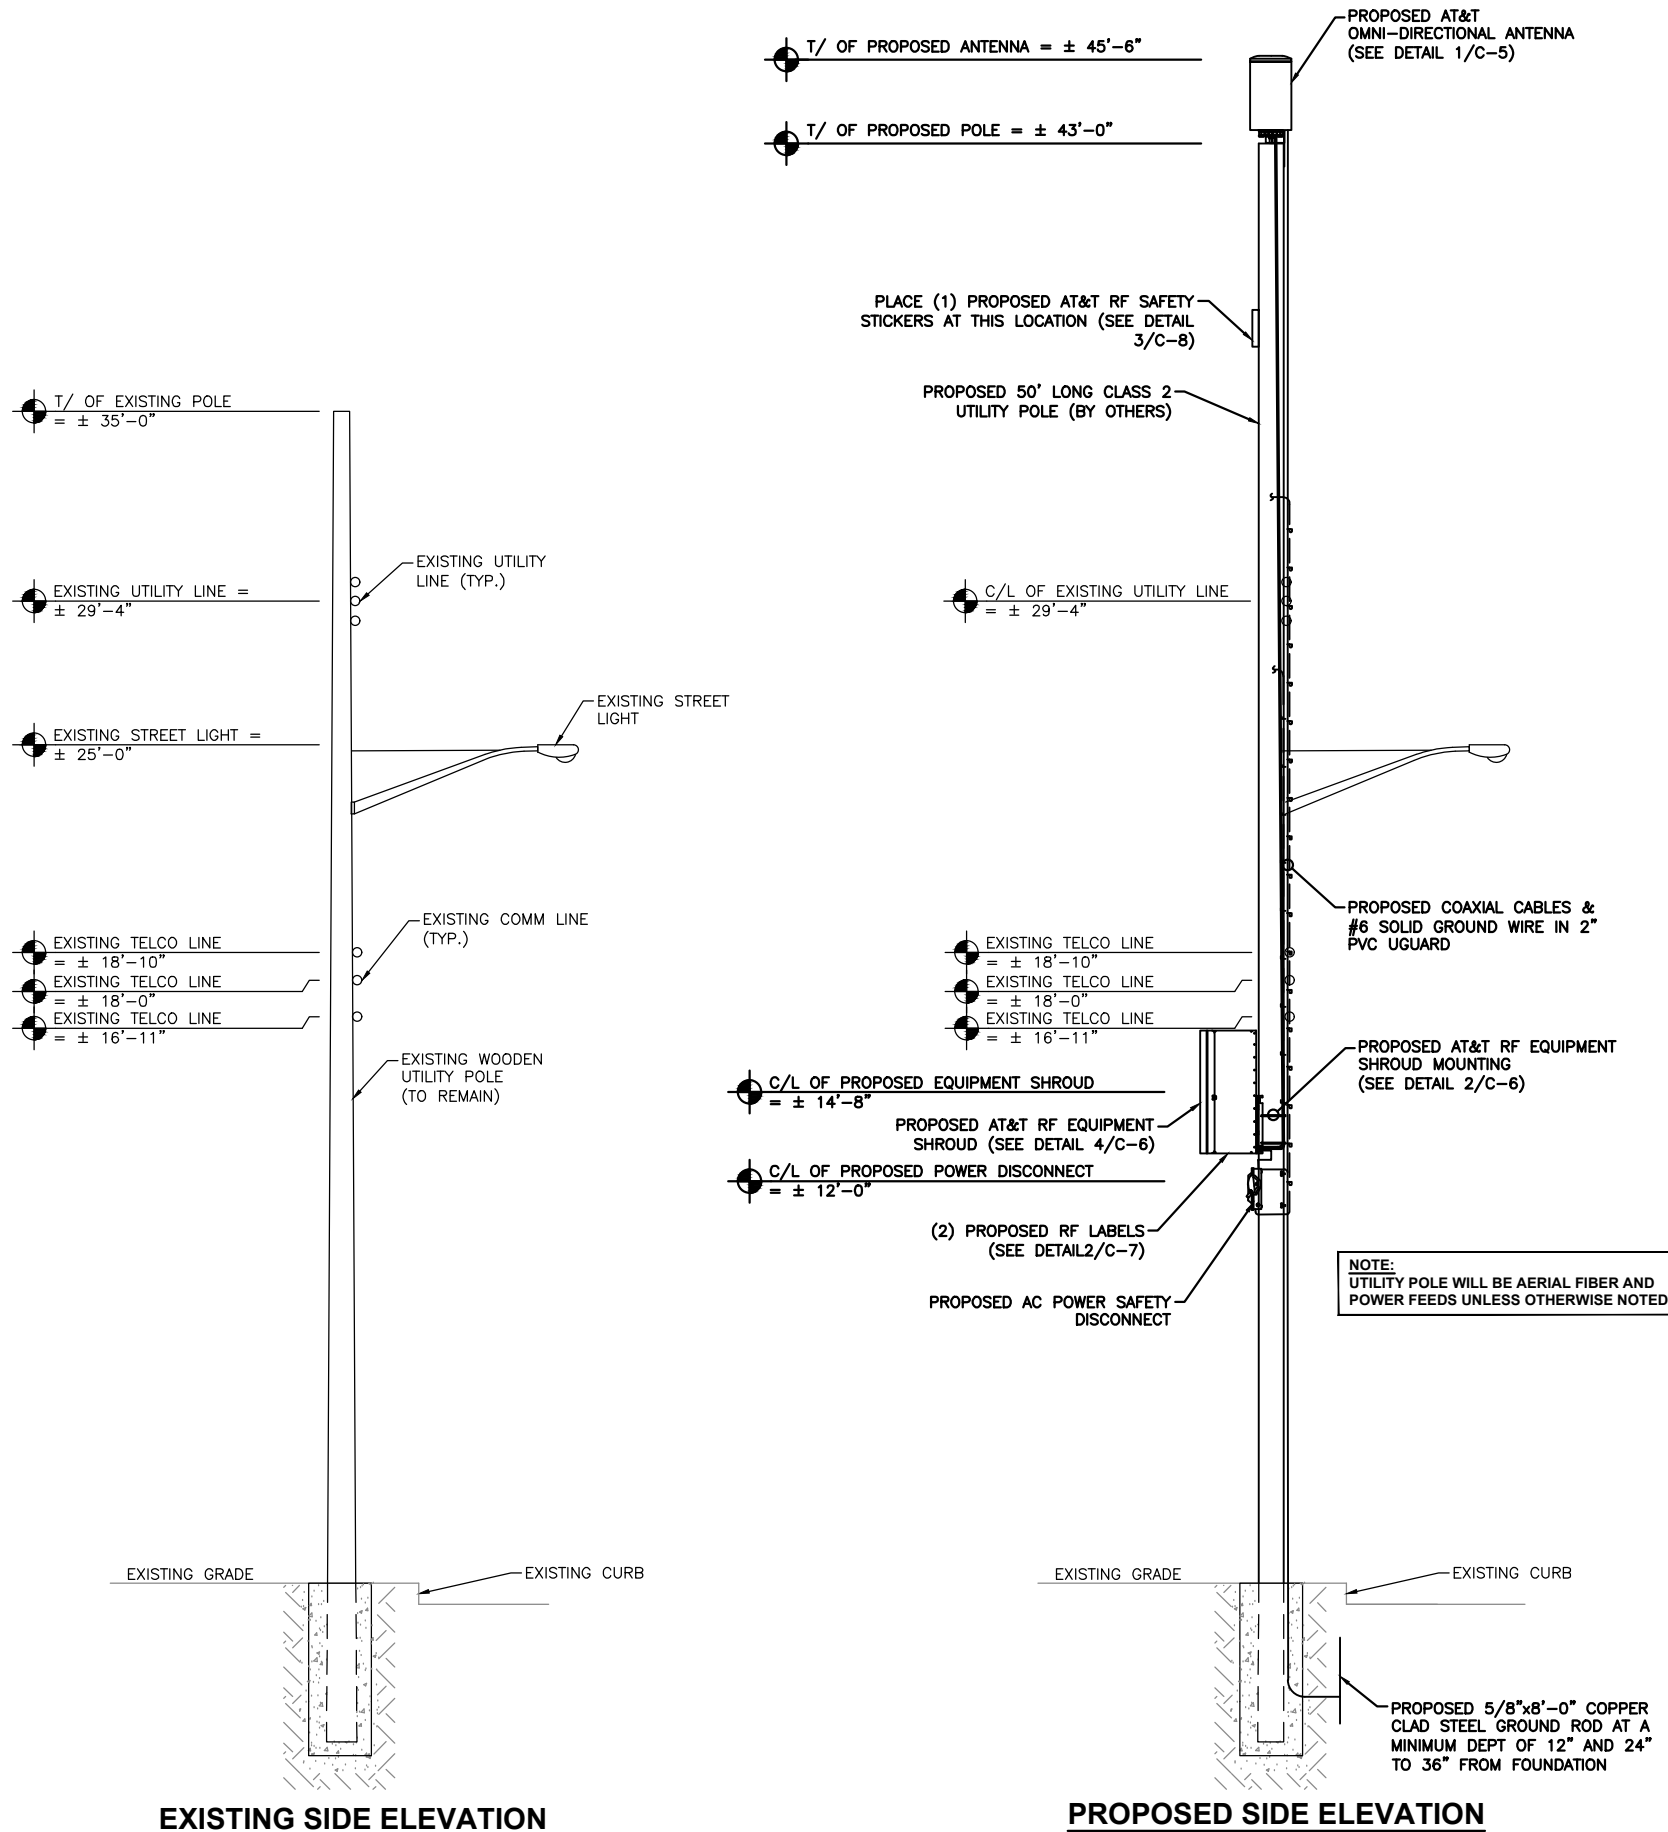 T/ OF EXISTING POLE
= ± 35'-0"
EXISTING UTILITY
LINE (TYP.)
EXISTING UTILITY LINE =
± 29'-4"
EXISTING STREET
LIGHT
EXISTING STREET LIGHT =
± 25'-0"
EXISTING COMM LINE
(TYP.)
EXISTING TELCO LINE
= ± 18'-10"
EXISTING TELCO LINE
= ± 18'-0"
EXISTING TELCO LINE
= ± 16'-11"
EXISTING WOODEN
UTILITY POLE
(TO REMAIN)
EXISTING GRADE
EXISTING CURB
EXISTING SIDE ELEVATION
PROPOSED AT&T
OMNI-DIRECTIONAL ANTENNA
(SEE DETAIL 1/C-5)
T/ OF PROPOSED ANTENNA = ± 45'-6"
T/ OF PROPOSED POLE = ± 43'-0"
PLACE (1) PROPOSED AT&T RF SAFETY
STICKERS AT THIS LOCATION (SEE DETAIL
3/C-8)
PROPOSED 50' LONG CLASS 2
UTILITY POLE (BY OTHERS)
C/L OF EXISTING UTILITY LINE
= ± 29'-4"
PROPOSED COAXIAL CABLES &
#6 SOLID GROUND WIRE IN 2"
PVC UGUARD
EXISTING TELCO LINE
= ± 18'-10"
EXISTING TELCO LINE
= ± 18'-0"
EXISTING TELCO LINE
= ± 16'-11"
PROPOSED AT&T RF EQUIPMENT
SHROUD MOUNTING
(SEE DETAIL 2/C-6)
C/L OF PROPOSED EQUIPMENT SHROUD
= ± 14'-8"
PROPOSED AT&T RF EQUIPMENT
SHROUD (SEE DETAIL 4/C-6)
C/L OF PROPOSED POWER DISCONNECT
= ± 12'-0"
(2) PROPOSED RF LABELS
(SEE DETAIL2/C-7)
PROPOSED AC POWER SAFETY
DISCONNECT
NOTE:
UTILITY POLE WILL BE AERIAL FIBER AND
POWER FEEDS UNLESS OTHERWISE NOTED
EXISTING GRADE
EXISTING CURB
PROPOSED 5/8"x8'-0" COPPER
CLAD STEEL GROUND ROD AT A
MINIMUM DEPT OF 12" AND 24"
TO 36" FROM FOUNDATION
PROPOSED SIDE ELEVATION